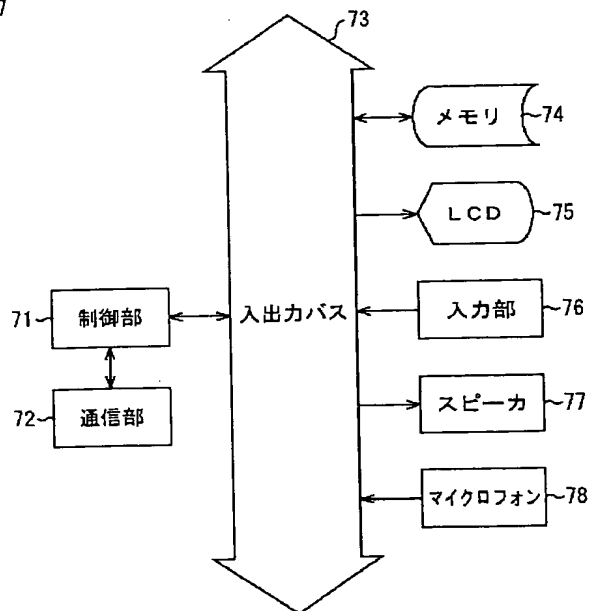 73
メモリ 74
LCD 75
71 制御部 入出力バス 入力部 76
72 通信部 スピーカ 77
マイクロフォン 78